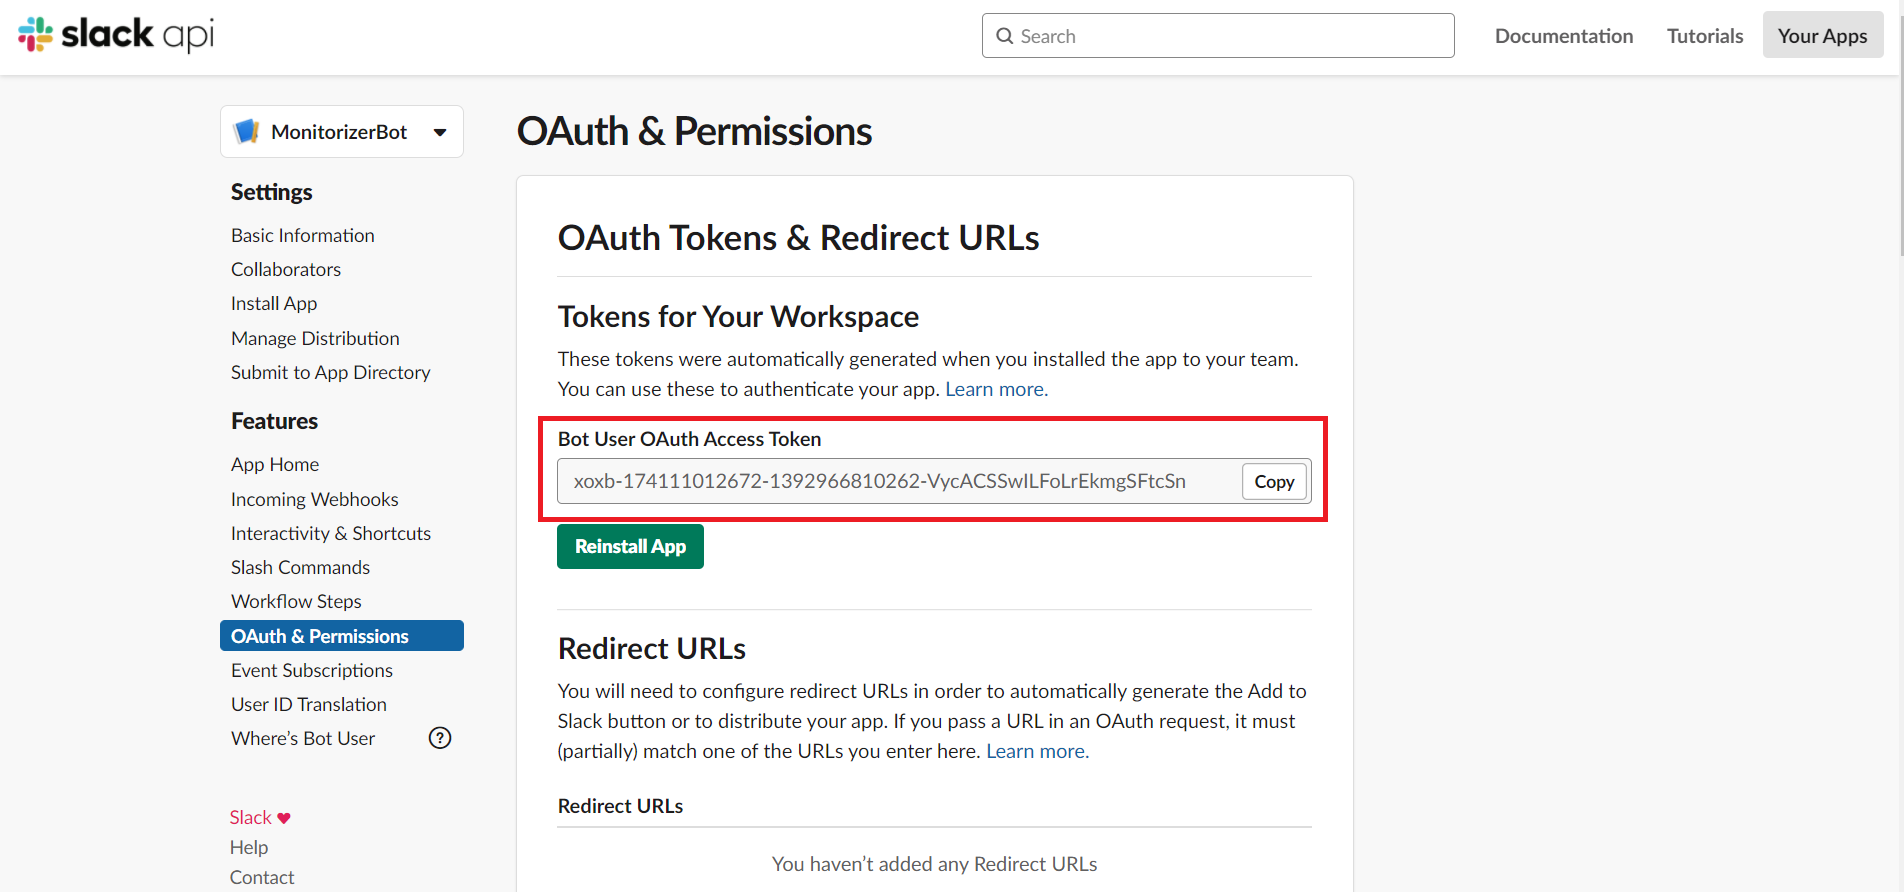 slack api
Search
Documentation
Tutorials
Your Apps
MonitorizerBot
Settings
Basic Information
Collaborators
Install App
Manage Distribution
Submit to App Directory
Features
App Home
Incoming Webhooks
Interactivity & Shortcuts
Slash Commands
Workflow Steps
OAuth & Permissions
Event Subscriptions
User ID Translation
Where's Bot User
?
Slack ♥
Help
Contact
OAuth & Permissions
OAuth Tokens & Redirect URLs
Tokens for Your Workspace
These tokens were automatically generated when you installed the app to your team.
You can use these to authenticate your app. Learn more.
Bot User OAuth Access Token
xoxb-174111012672-1392966810262-VycACSSwILFoLrEkmgSFtcSn
Copy
Reinstall App
Redirect URLs
You will need to configure redirect URLs in order to automatically generate the Add to
Slack button or to distribute your app. If you pass a URL in an OAuth request, it must
(partially) match one of the URLs you enter here. Learn more.
Redirect URLs
You haven't added any Redirect URLs